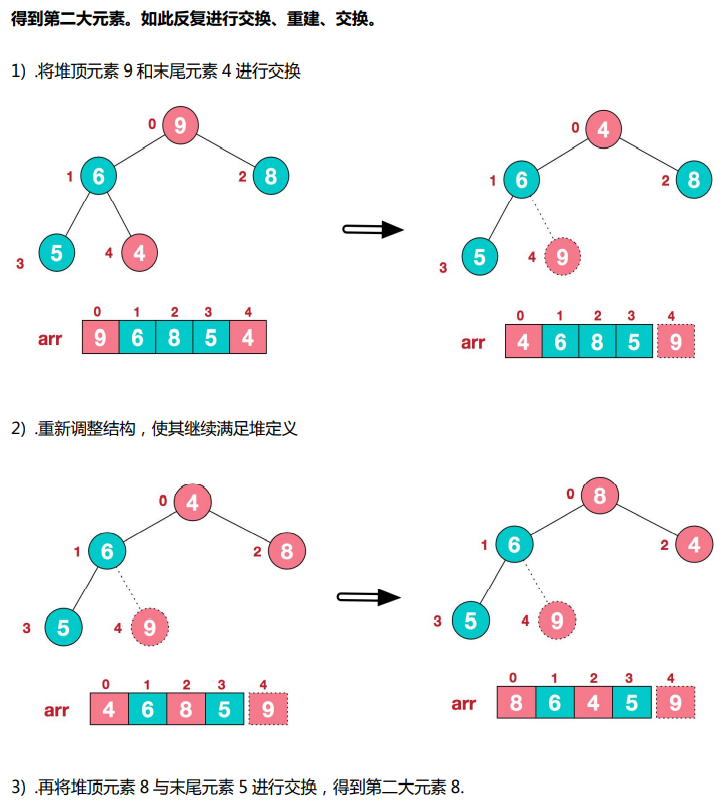 得到第二大元素。如此反复进行交换、重建、交换。
1) .将堆顶元素 9 和末尾元素 4 进行交换
0 9
1 6 2 8
3 5 4 4
0 1 2 3 4
arr 9 6 8 5 4
0 4
1 6 2 8
3 5 4 9
0 1 2 3 4
arr 4 6 8 5 9
2) .重新调整结构，使其继续满足堆定义
0 4
1 6 2 8
3 5 4 9
0 1 2 3 4
arr 4 6 8 5 9
0 8
1 6 2 4
3 5 4 9
0 1 2 3 4
arr 8 6 4 5 9
3) .再将堆顶元素 8 与末尾元素 5 进行交换，得到第二大元素 8.